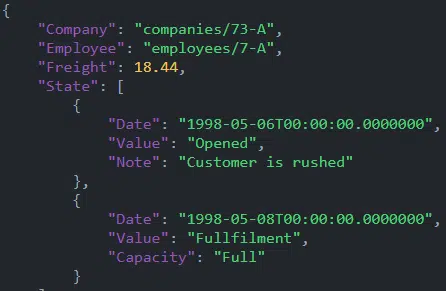 {
    "Company": "companies/73-A",
    "Employee": "employees/7-A",
    "Freight": 18.44,
    "State": [
        {
            "Date": "1998-05-06T00:00:00.0000000",
            "Value": "Opened",
            "Note": "Customer is rushed"
        },
        {
            "Date": "1998-05-08T00:00:00.0000000",
            "Value": "Fullfilment",
            "Capacity": "Full"
        }